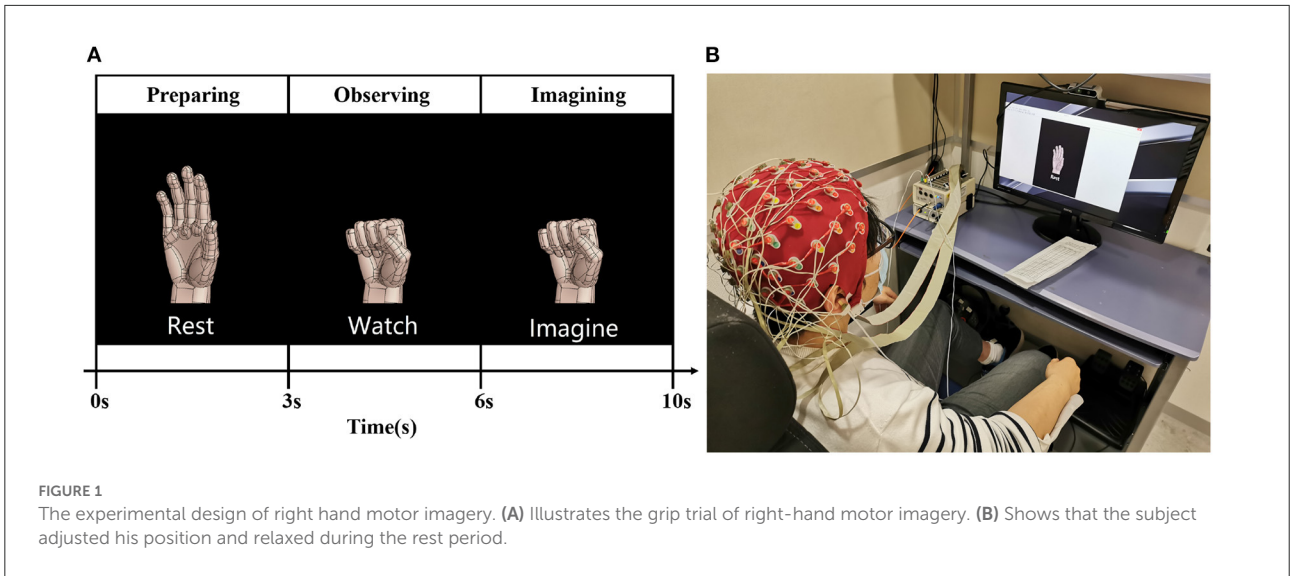 A
B
Preparing
Observing
Imagining
Rest
Watch
Imagine
0s
3s
6s
10s
Time(s)
Rest
FIGURE 1
The experimental design of right hand motor imagery. (A) Illustrates the grip trial of right-hand motor imagery. (B) Shows that the subject
adjusted his position and relaxed during the rest period.